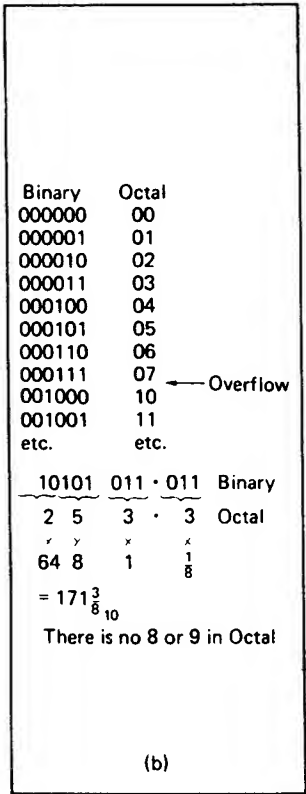 Binary Octal
000000 00
000001 01
000010 02
000011 03
000100 04
000101 05
000110 06
000111 07 ← Overflow
001000 10
001001 11
etc. etc.
10101 011 · 011 Binary
2 5 3 · 3 Octal
× × × ×
64 8 1 1/8
= 171 3/8 10
There is no 8 or 9 in Octal
(b)